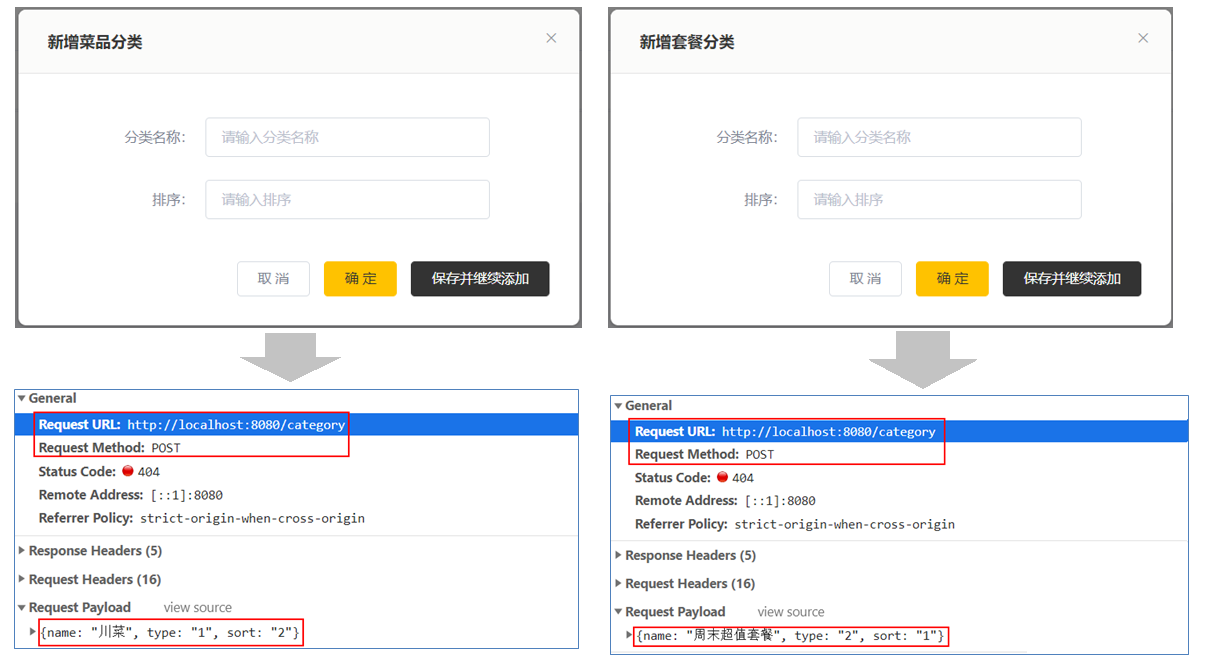 新增菜品分类
分类名称:
请输入分类名称
排序:
请输入排序
取 消
确 定
保存并继续添加
General
Request URL: http://localhost:8080/category
Request Method: POST
Status Code: 404
Remote Address: [::1]:8080
Referrer Policy: strict-origin-when-cross-origin
Response Headers (5)
Request Headers (16)
Request Payload view source
{name: "川菜", type: "1", sort: "2"}
新增套餐分类
分类名称:
请输入分类名称
排序:
请输入排序
取 消
确 定
保存并继续添加
General
Request URL: http://localhost:8080/category
Request Method: POST
Status Code: 404
Remote Address: [::1]:8080
Referrer Policy: strict-origin-when-cross-origin
Response Headers (5)
Request Headers (16)
Request Payload view source
{name: "周末超值套餐", type: "2", sort: "1"}